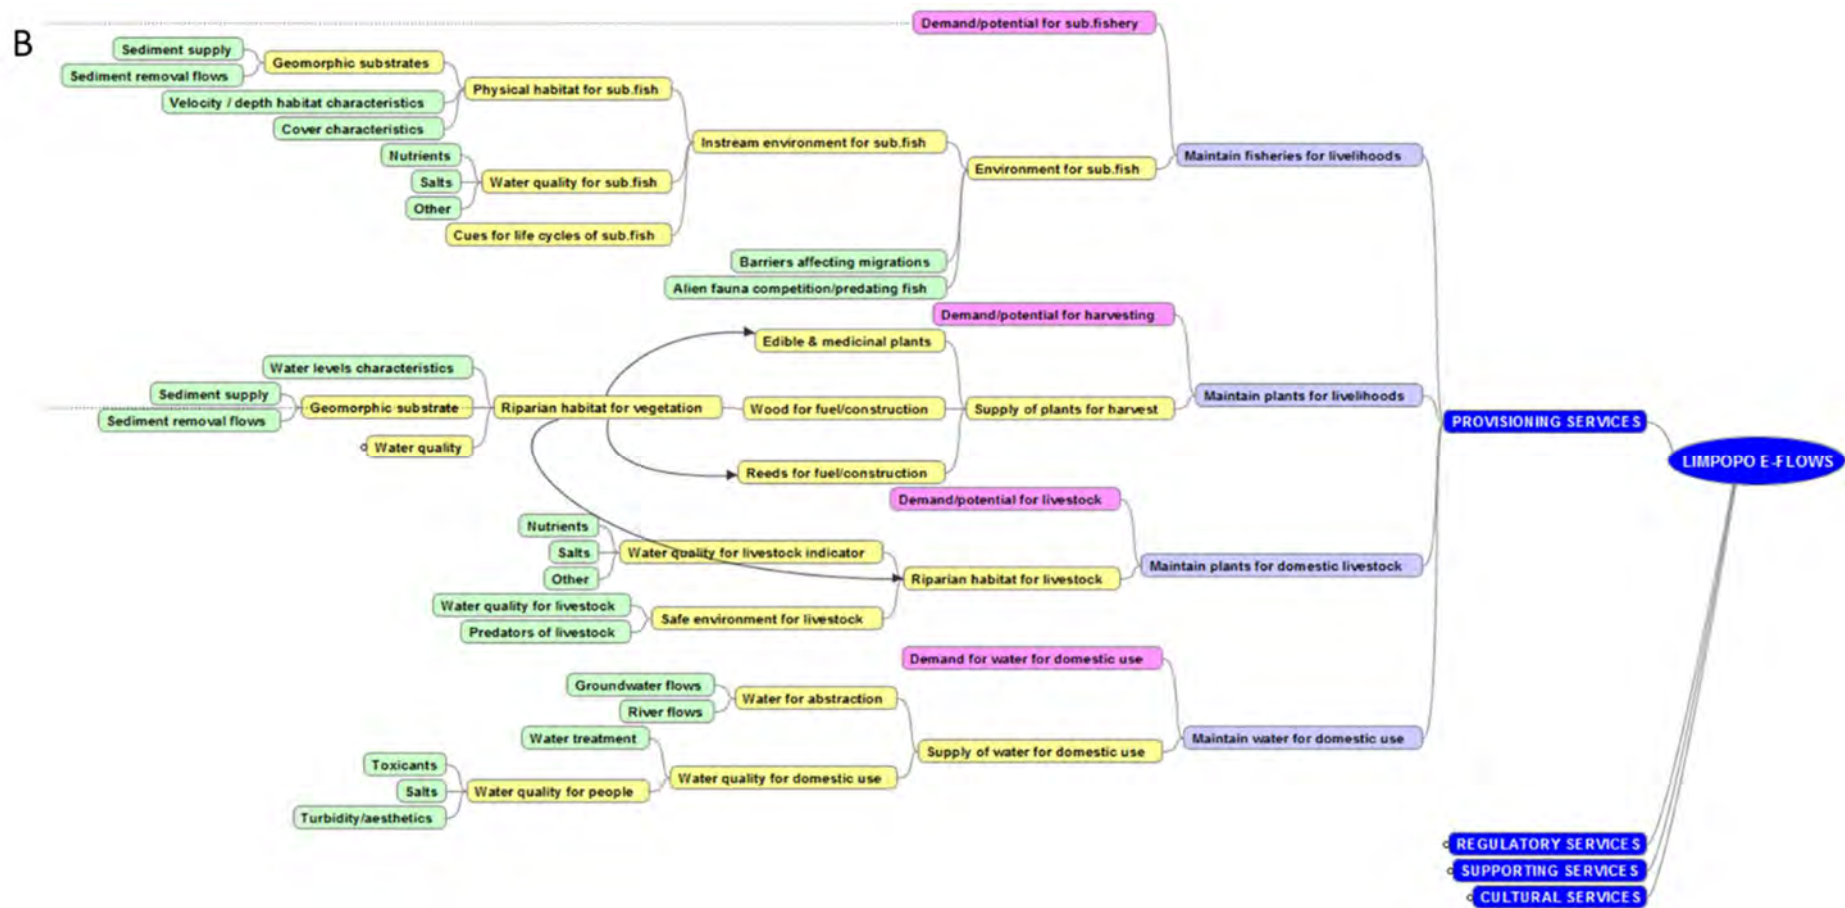 B
Demand/potential for sub.fishery
Sediment supply
Geomorphic substrates
Sediment removal flows
Physical habitat for sub.fish
Velocity / depth habitat characteristics
Cover characteristics
Instream environment for sub.fish
Nutrients
Maintain fisheries for livelihoods
Environment for sub.fish
Salts
Water quality for sub.fish
Other
Cues for life cycles of sub.fish
Barriers affecting migrations
Alien fauna competition/predating fish
Demand/potential for harvesting
Edible & medicinal plants
Water levels characteristics
Sediment supply
Maintain plants for livelihoods
Geomorphic substrate
Riparian habitat for vegetation
Wood for fuel/construction
Supply of plants for harvest
Sediment removal flows
PROVISIONING SERVICES
Water quality
LIMPOPO E-FLOWS
Reeds for fuel/construction
Demand/potential for livestock
Nutrients
Salts
Water quality for livestock indicator
Maintain plants for domestic livestock
Other
Riparian habitat for livestock
Water quality for livestock
Safe environment for livestock
Predators of livestock
Demand for water for domestic use
Groundwater flows
Water for abstraction
River flows
Water treatment
Maintain water for domestic use
Supply of water for domestic use
Toxicants
Water quality for domestic use
Salts
Water quality for people
Turbidity/aesthetics
REGULATORY SERVICES
SUPPORTING SERVICES
CULTURAL SERVICES